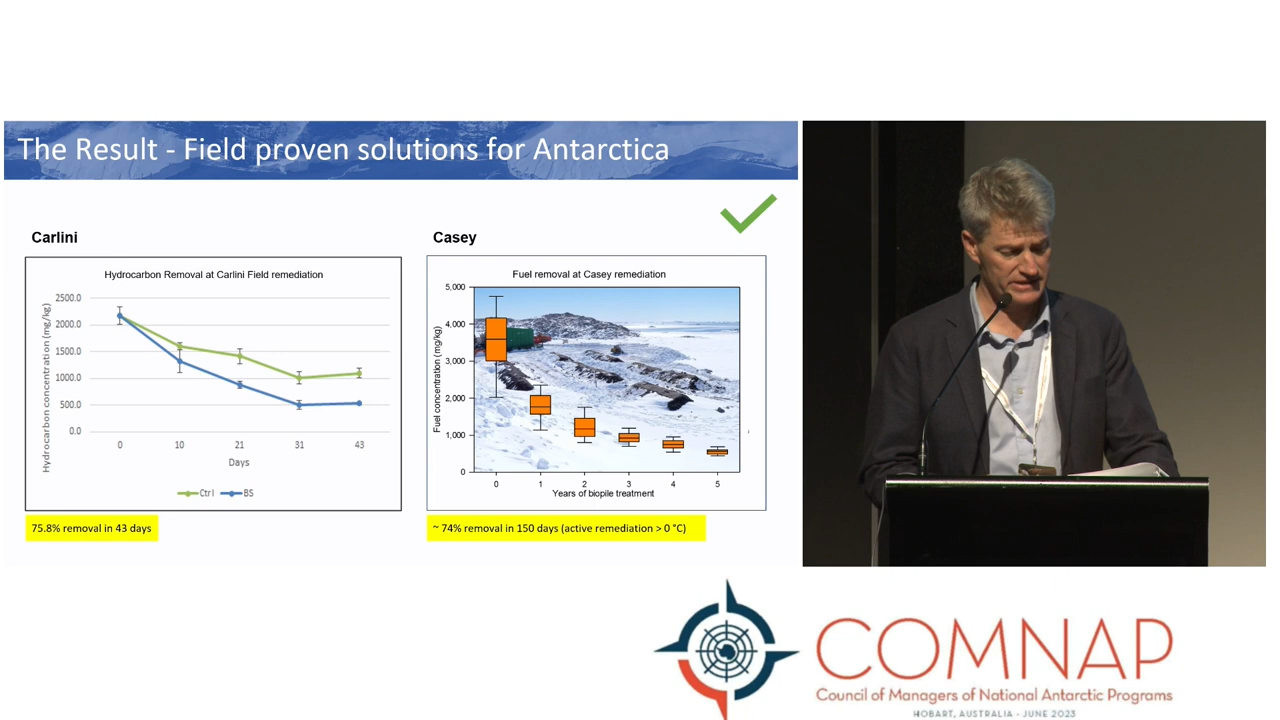 The Result - Field proven solutions for Antarctica
Carlini
Hydrocarbon Removal at Carlini Field remediation
Hydrocarbon concentration (mg/kg)
2500.0
2000.0
1500.0
1000.0
500.0
0.0
0 10 21 31 43
Days
Ctrl BS
75.8% removal in 43 days
Casey
Fuel removal at Casey remediation
Fuel concentration (mg/kg)
5,000
4,000
3,000
2,000
1,000
0
0 1 2 3 4 5
Years of biopile treatment
~ 74% removal in 150 days (active remediation > 0 °C)
COMNAP
Council of Managers of National Antarctic Programs
HOBART, AUSTRALIA - JUNE 2023